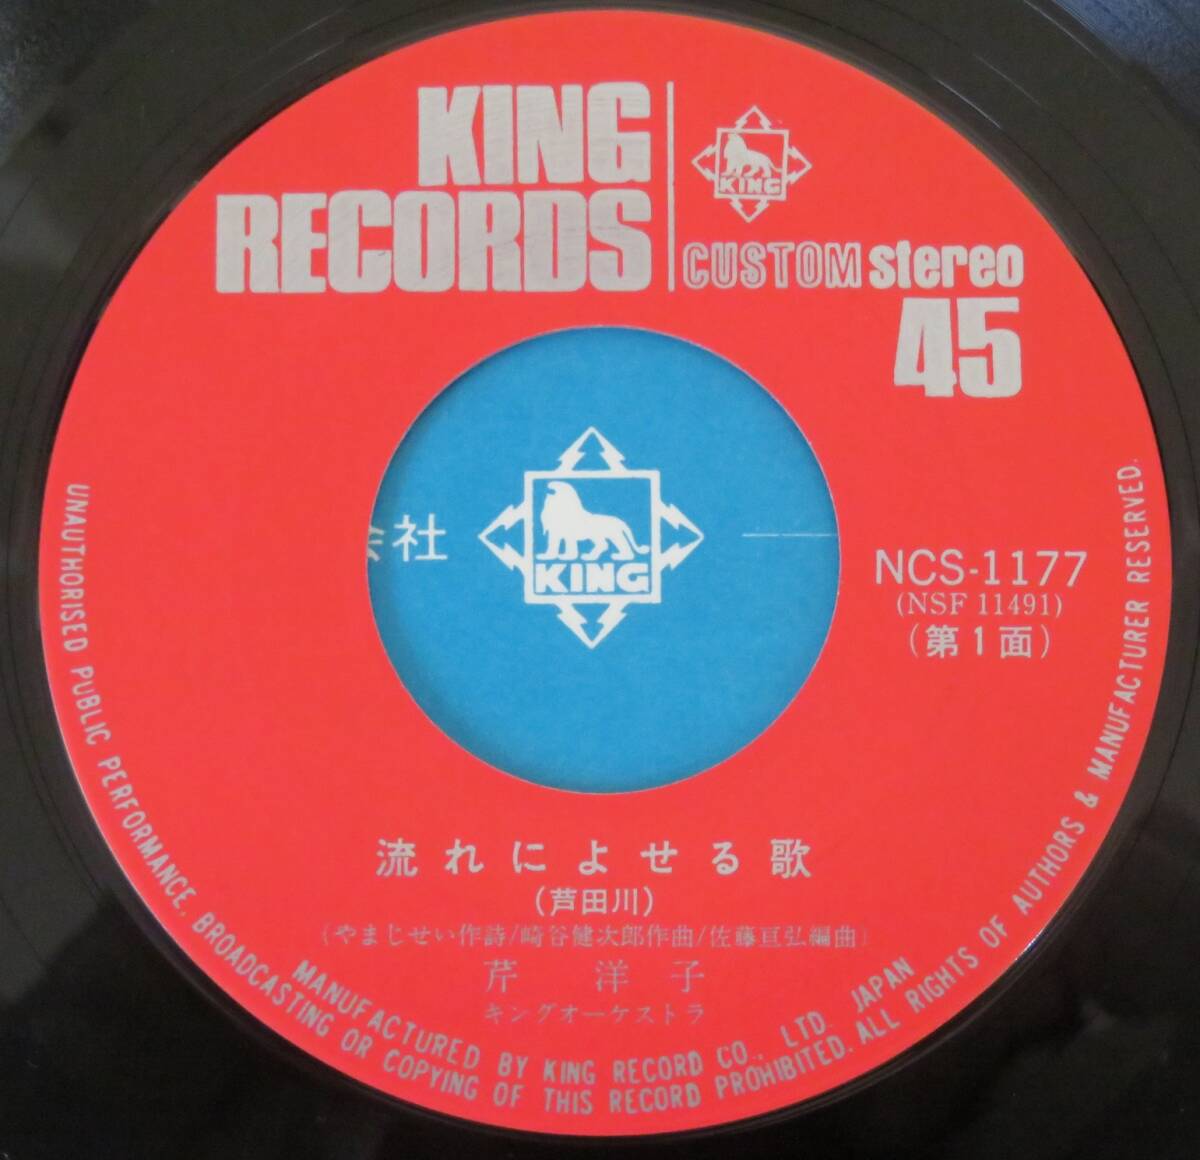 KING
RECORDS
KING
CUSTOM stereo
45
会社
KING
NCS-1177
(NSF 11491)
(第1面)
流れによせる歌
(芦田川)
(やまじせい作詩/崎谷健次郎作曲/佐藤亘弘編曲)
芹 洋 子
キングオーケストラ
MANUFACTURED BY KING RECORD CO., LTD. JAPAN
UNAUTHORISED PUBLIC PERFORMANCE, BROADCASTING OR COPYING OF THIS RECORD PROHIBITED. ALL RIGHTS OF AUTHORS & MANUFACTURER RESERVED.